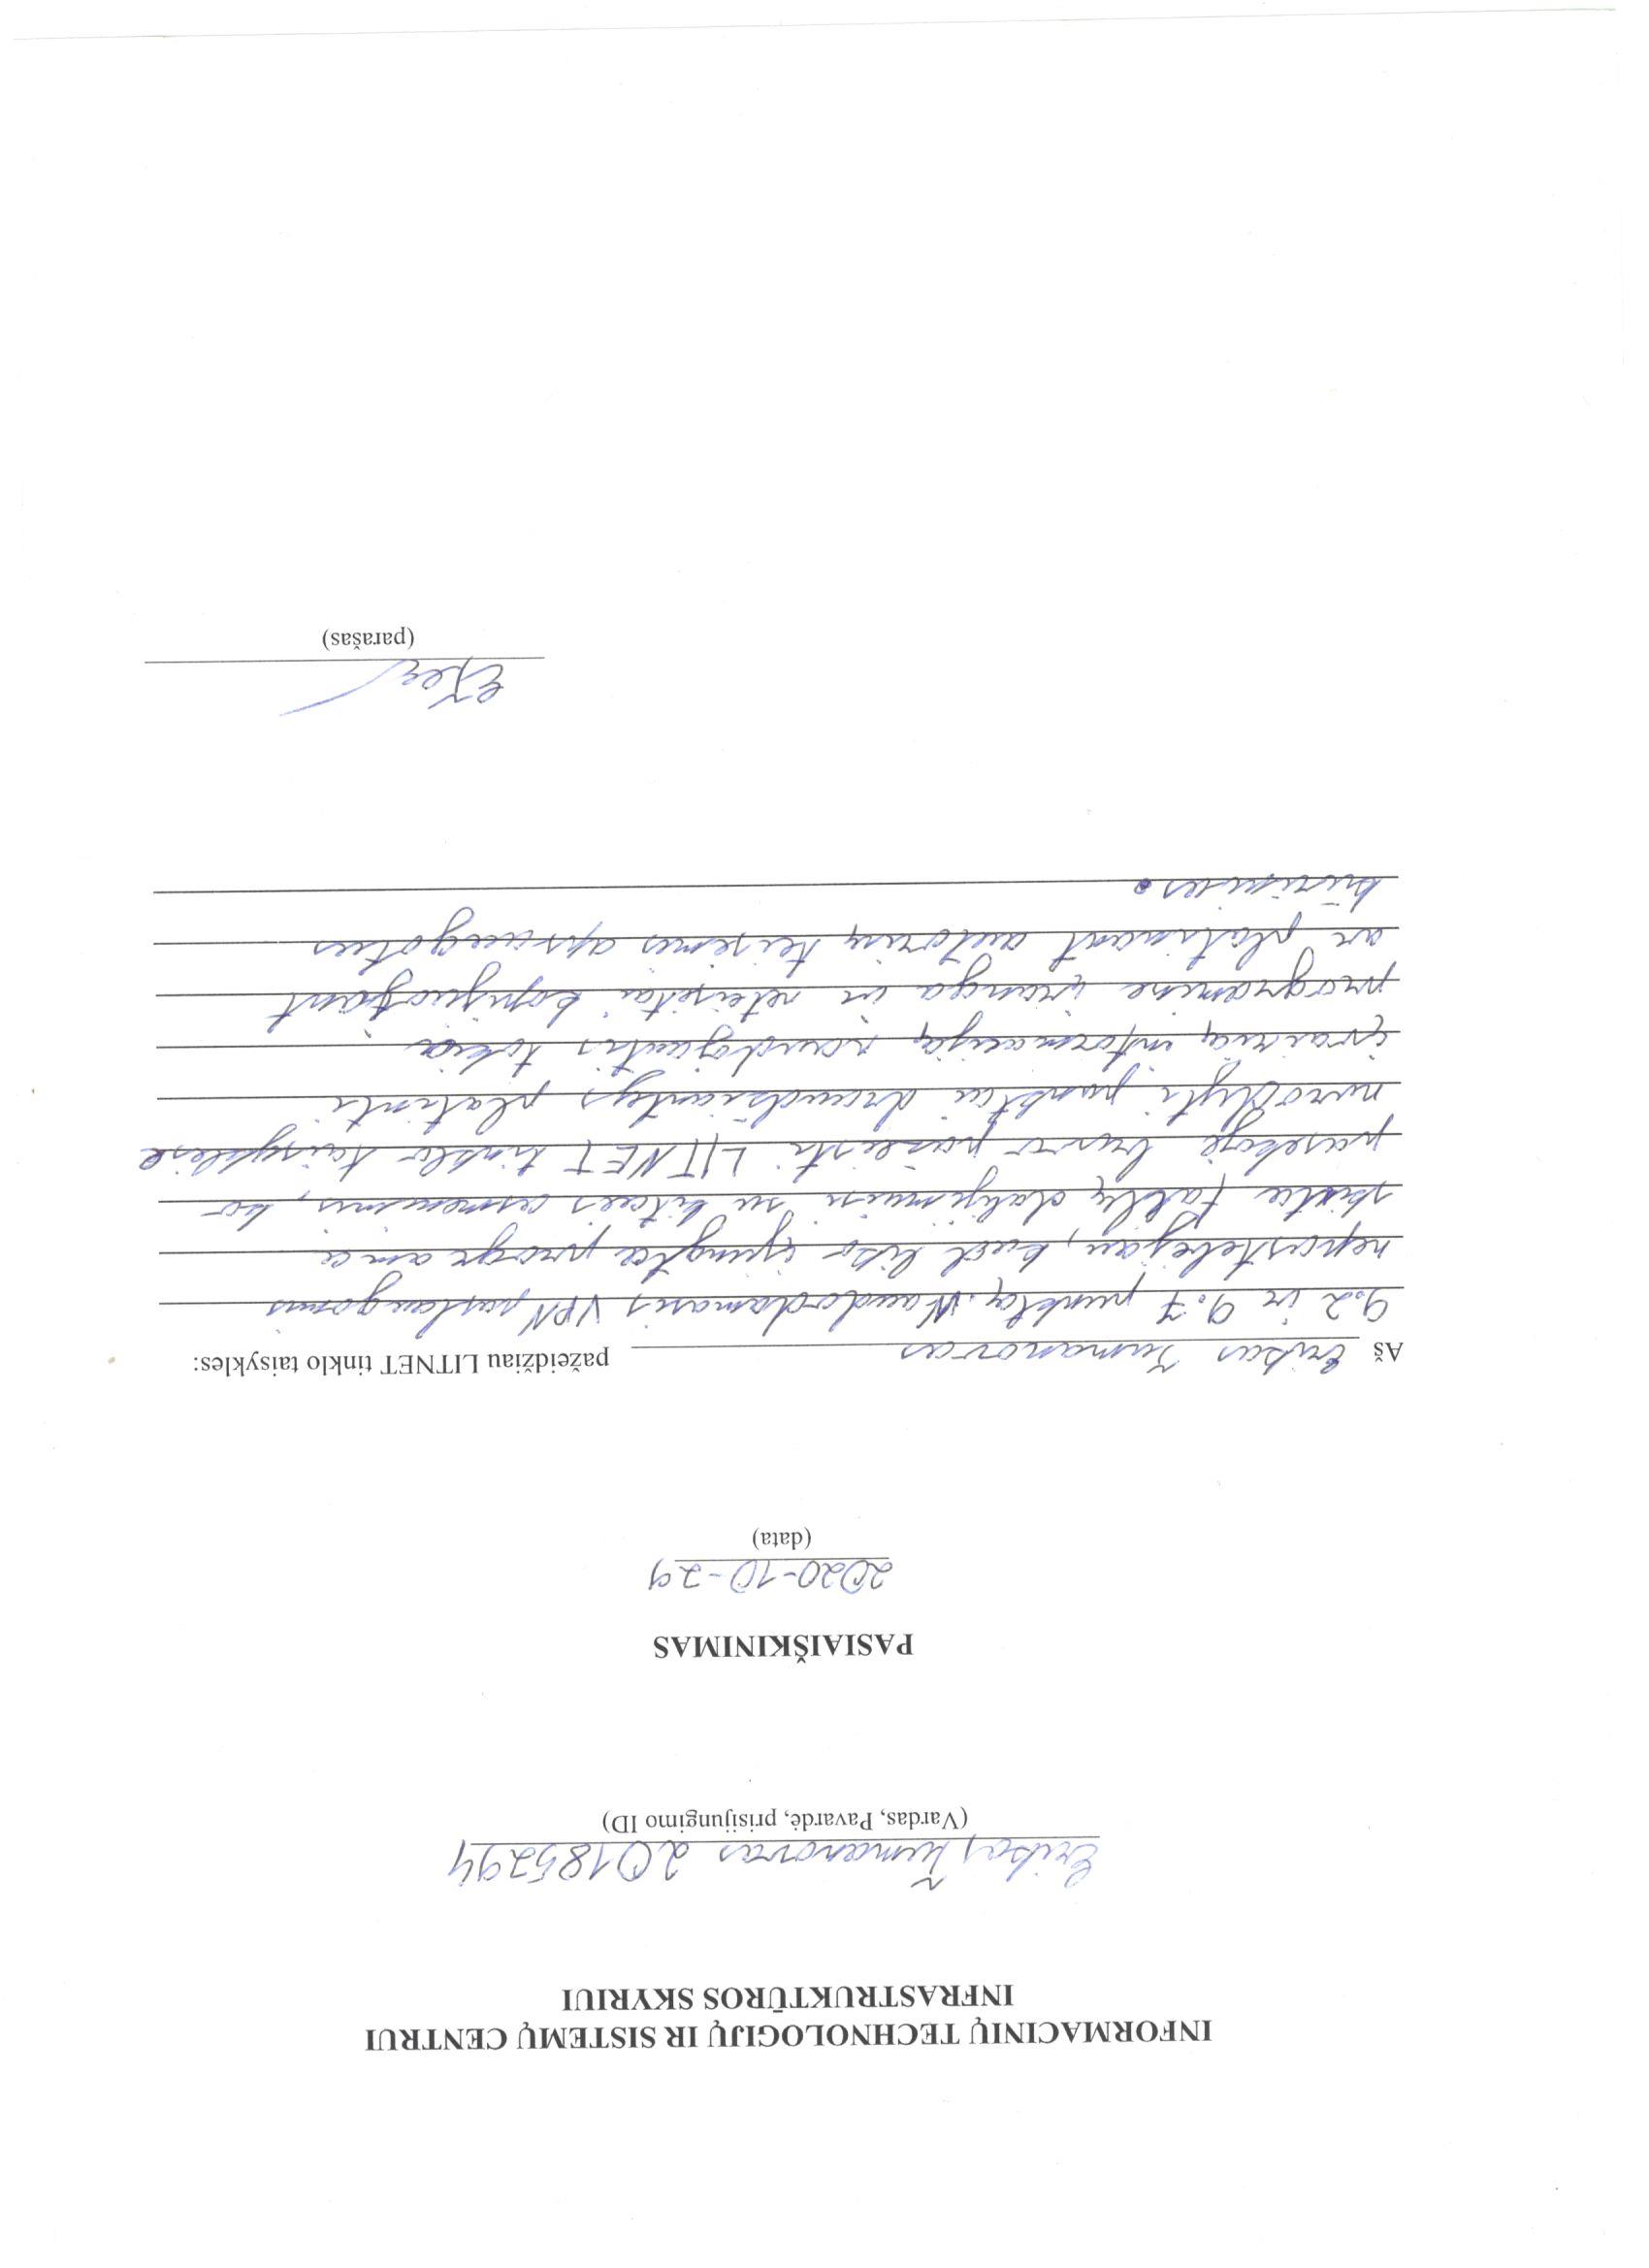 INFORMACINIŲ TECHNOLOGIJŲ IR SISTEMŲ CENTRUI
INFRASTRUKTŪROS SKYRIUI
Erikas Tumanovas 20185294
(Vardas, Pavardė, prisijungimo ID)
PASIAIŠKINIMAS
2020-10-29
(data)
Aš Erikas Tumanovas pažeidžiau LITNET tinklo taisykles:
9.2 ir 9.7 punktą. Naudodamasis VPN paslaugomis
nepastebėjau, kad liko įjungta programa
skirta failų dalijimuisi su kitais asmenimis, ko
pasekoje buvo pažeisti LITNET tinklo taisyklėse
nurodyti punktai draudžiantys platinti
įvairią informaciją naudojantis tokia
programine įranga ir neteisėtai kopijuojant
ar platinant autorių teisėmis apsaugotus
kūrinius.
(parašas)